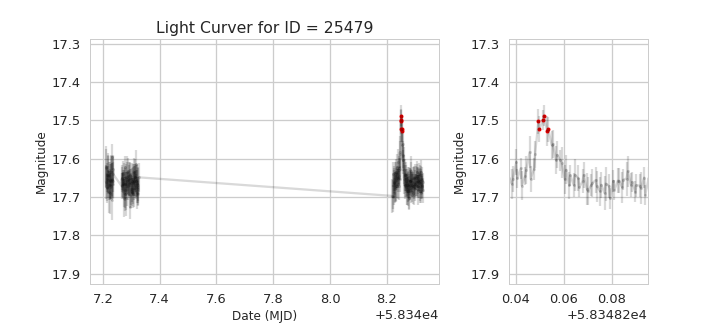 Light Curver for ID = 25479
17.3
17.4
17.5
17.6
17.7
17.8
17.9
Magnitude
7.2 7.4 7.6 7.8 8.0 8.2
Date (MJD)
+5.834e4
17.3
17.4
17.5
17.6
17.7
17.8
17.9
Magnitude
0.04 0.06 0.08
+5.83482e4